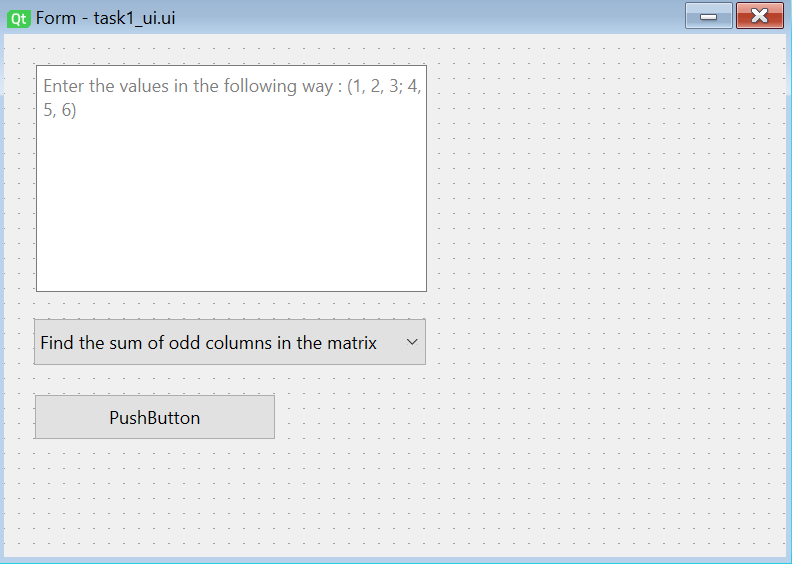 Qt Form - task1_ui.ui
Enter the values in the following way : (1, 2, 3; 4,
5, 6)
Find the sum of odd columns in the matrix
PushButton